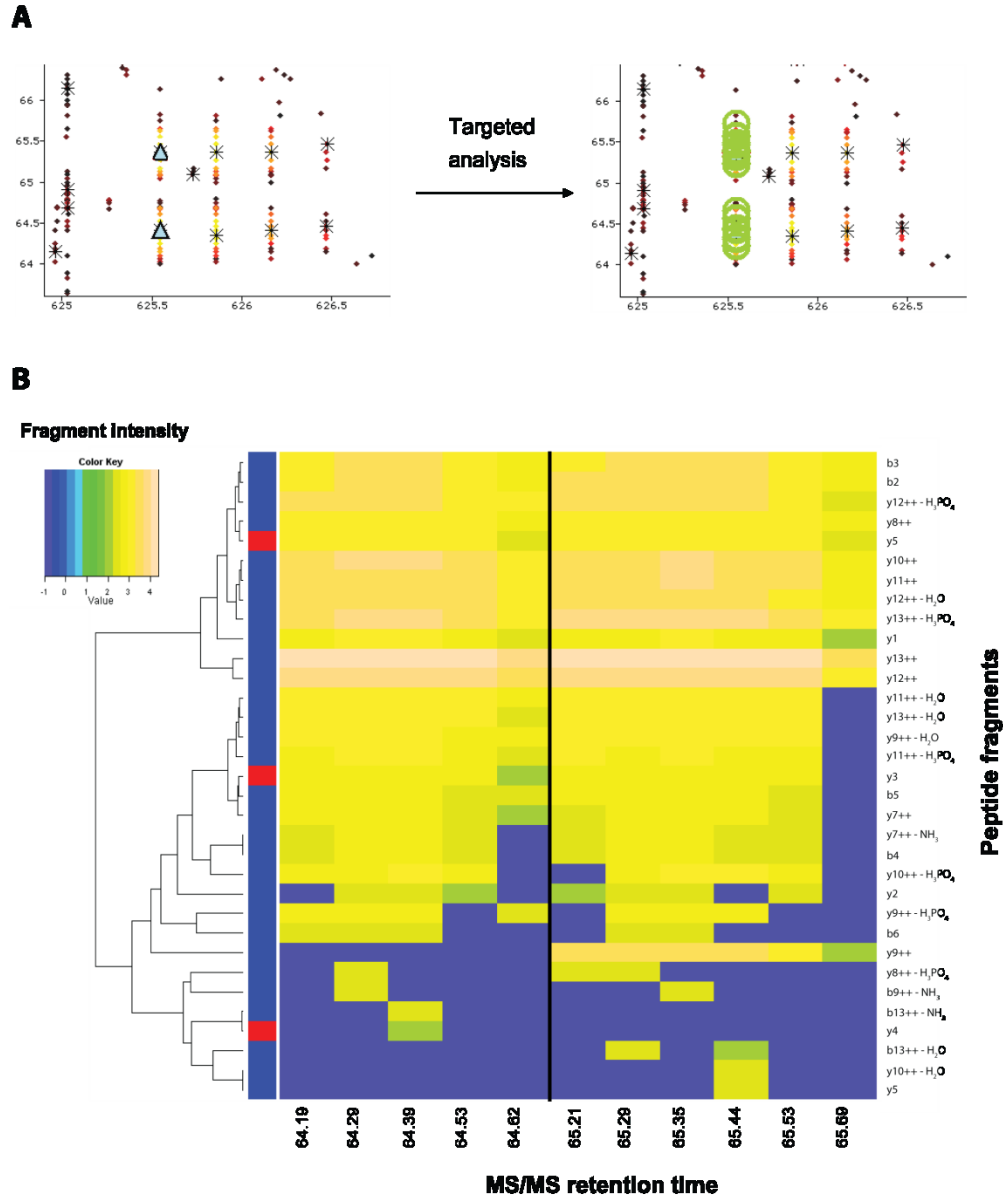 A
66
65.5
65
64.5
64
625
625.5
626
626.5
Targeted
analysis
66
65.5
65
64.5
64
625
625.5
626
626.5
B
Fragment intensity
Color Key
-1 0 1 2 3 4
Value
b3
b2
y12++ - H₃PO₄
y8++
y5
y10++
y11++
y12++ - H₂O
y13++ - H₃PO₄
y1
y13++
y12++
y11++ - H₂O
y13++ - H₂O
y9++ - H₂O
y11++ - H₃PO₄
y3
b5
y7++
y7++ - NH₃
b4
y10++ - H₃PO₄
y2
y9++ - H₃PO₄
b6
y9++
y8++ - H₃PO₄
b9++ - NH₃
b13++ - NH₃
y4
b13++ - H₂O
y10++ - H₂O
y5
Peptide fragments
64.19
64.29
64.39
64.53
64.62
65.21
65.29
65.35
65.44
65.53
65.69
MS/MS retention time